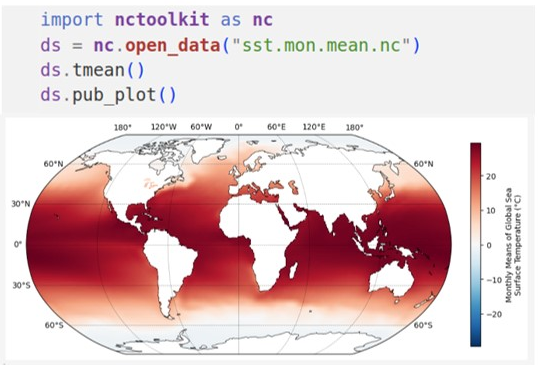 import nctoolkit as nc
ds = nc.open_data("sst.mon.mean.nc")
ds.tmean()
ds.pub_plot()
180° 120°W 60°W 0° 60°E 120°E 180°
60°N 60°N
30°N 30°N
0° 0°
30°S 30°S
60°S 60°S
20
10
0
−10
−20
Monthly Means of Global Sea
Surface Temperature (°C)